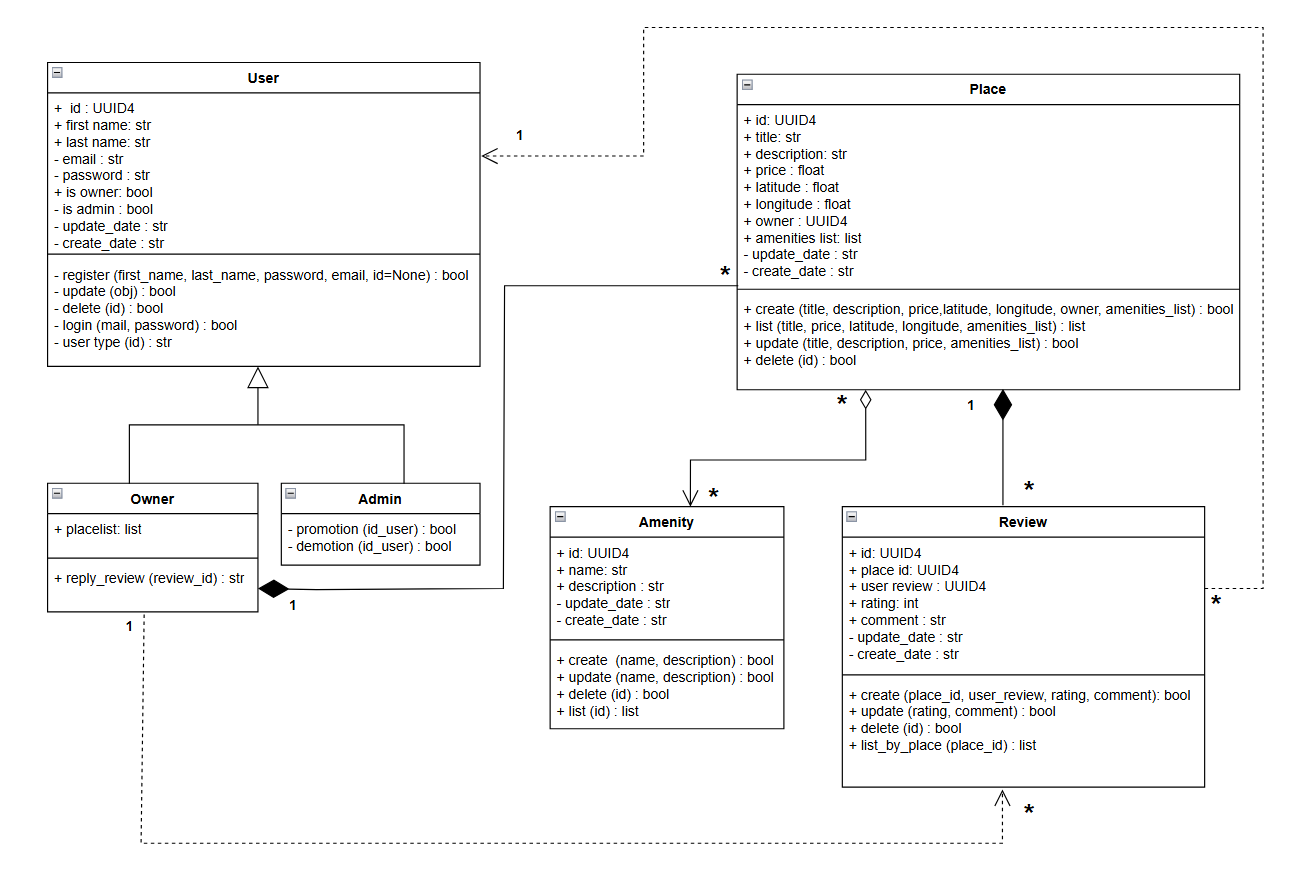 User
+ id : UUID4
+ first name: str
+ last name: str
- email : str
- password : str
+ is owner: bool
- is admin : bool
- update_date : str
- create_date : str
- register (first_name, last_name, password, email, id=None) : bool
- update (obj) : bool
- delete (id) : bool
- login (mail, password) : bool
- user type (id) : str
1
Place
+ id: UUID4
+ title: str
+ description: str
+ price : float
+ latitude : float
+ longitude : float
+ owner : UUID4
+ amenities list: list
- update_date : str
- create_date : str
+ create (title, description, price,latitude, longitude, owner, amenities_list) : bool
+ list (title, price, latitude, longitude, amenities_list) : list
+ update (title, description, price, amenities_list) : bool
+ delete (id) : bool
*
*
1
Owner
+ placelist: list
+ reply_review (review_id) : str
1
1
Admin
- promotion (id_user) : bool
- demotion (id_user) : bool
*
Amenity
+ id: UUID4
+ name: str
+ description : str
- update_date : str
- create_date : str
+ create (name, description) : bool
+ update (name, description) : bool
+ delete (id) : bool
+ list (id) : list
*
Review
+ id: UUID4
+ place id: UUID4
+ user review : UUID4
+ rating: int
+ comment : str
- update_date : str
- create_date : str
+ create (place_id, user_review, rating, comment): bool
+ update (rating, comment) : bool
+ delete (id) : bool
+ list_by_place (place_id) : list
*
*